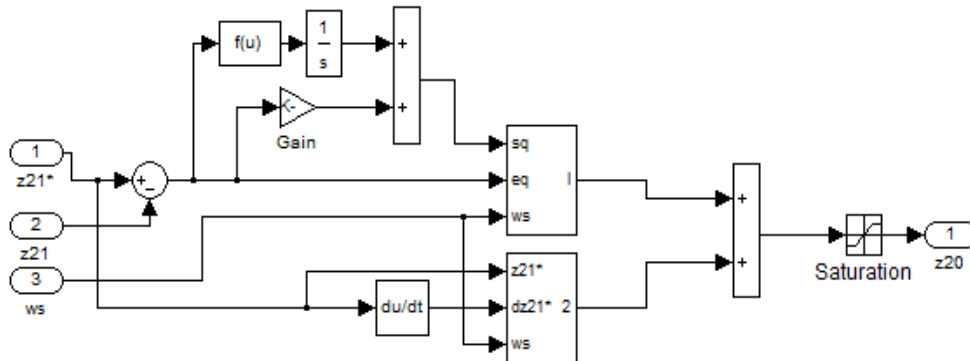 f(u)
1
s
+
+
K-
Gain
1
z21*
+
-
2
z21
3
ws
sq
eq
ws
I
z21*
dz21*
ws
2
du/dt
+
+
Saturation
1
z20